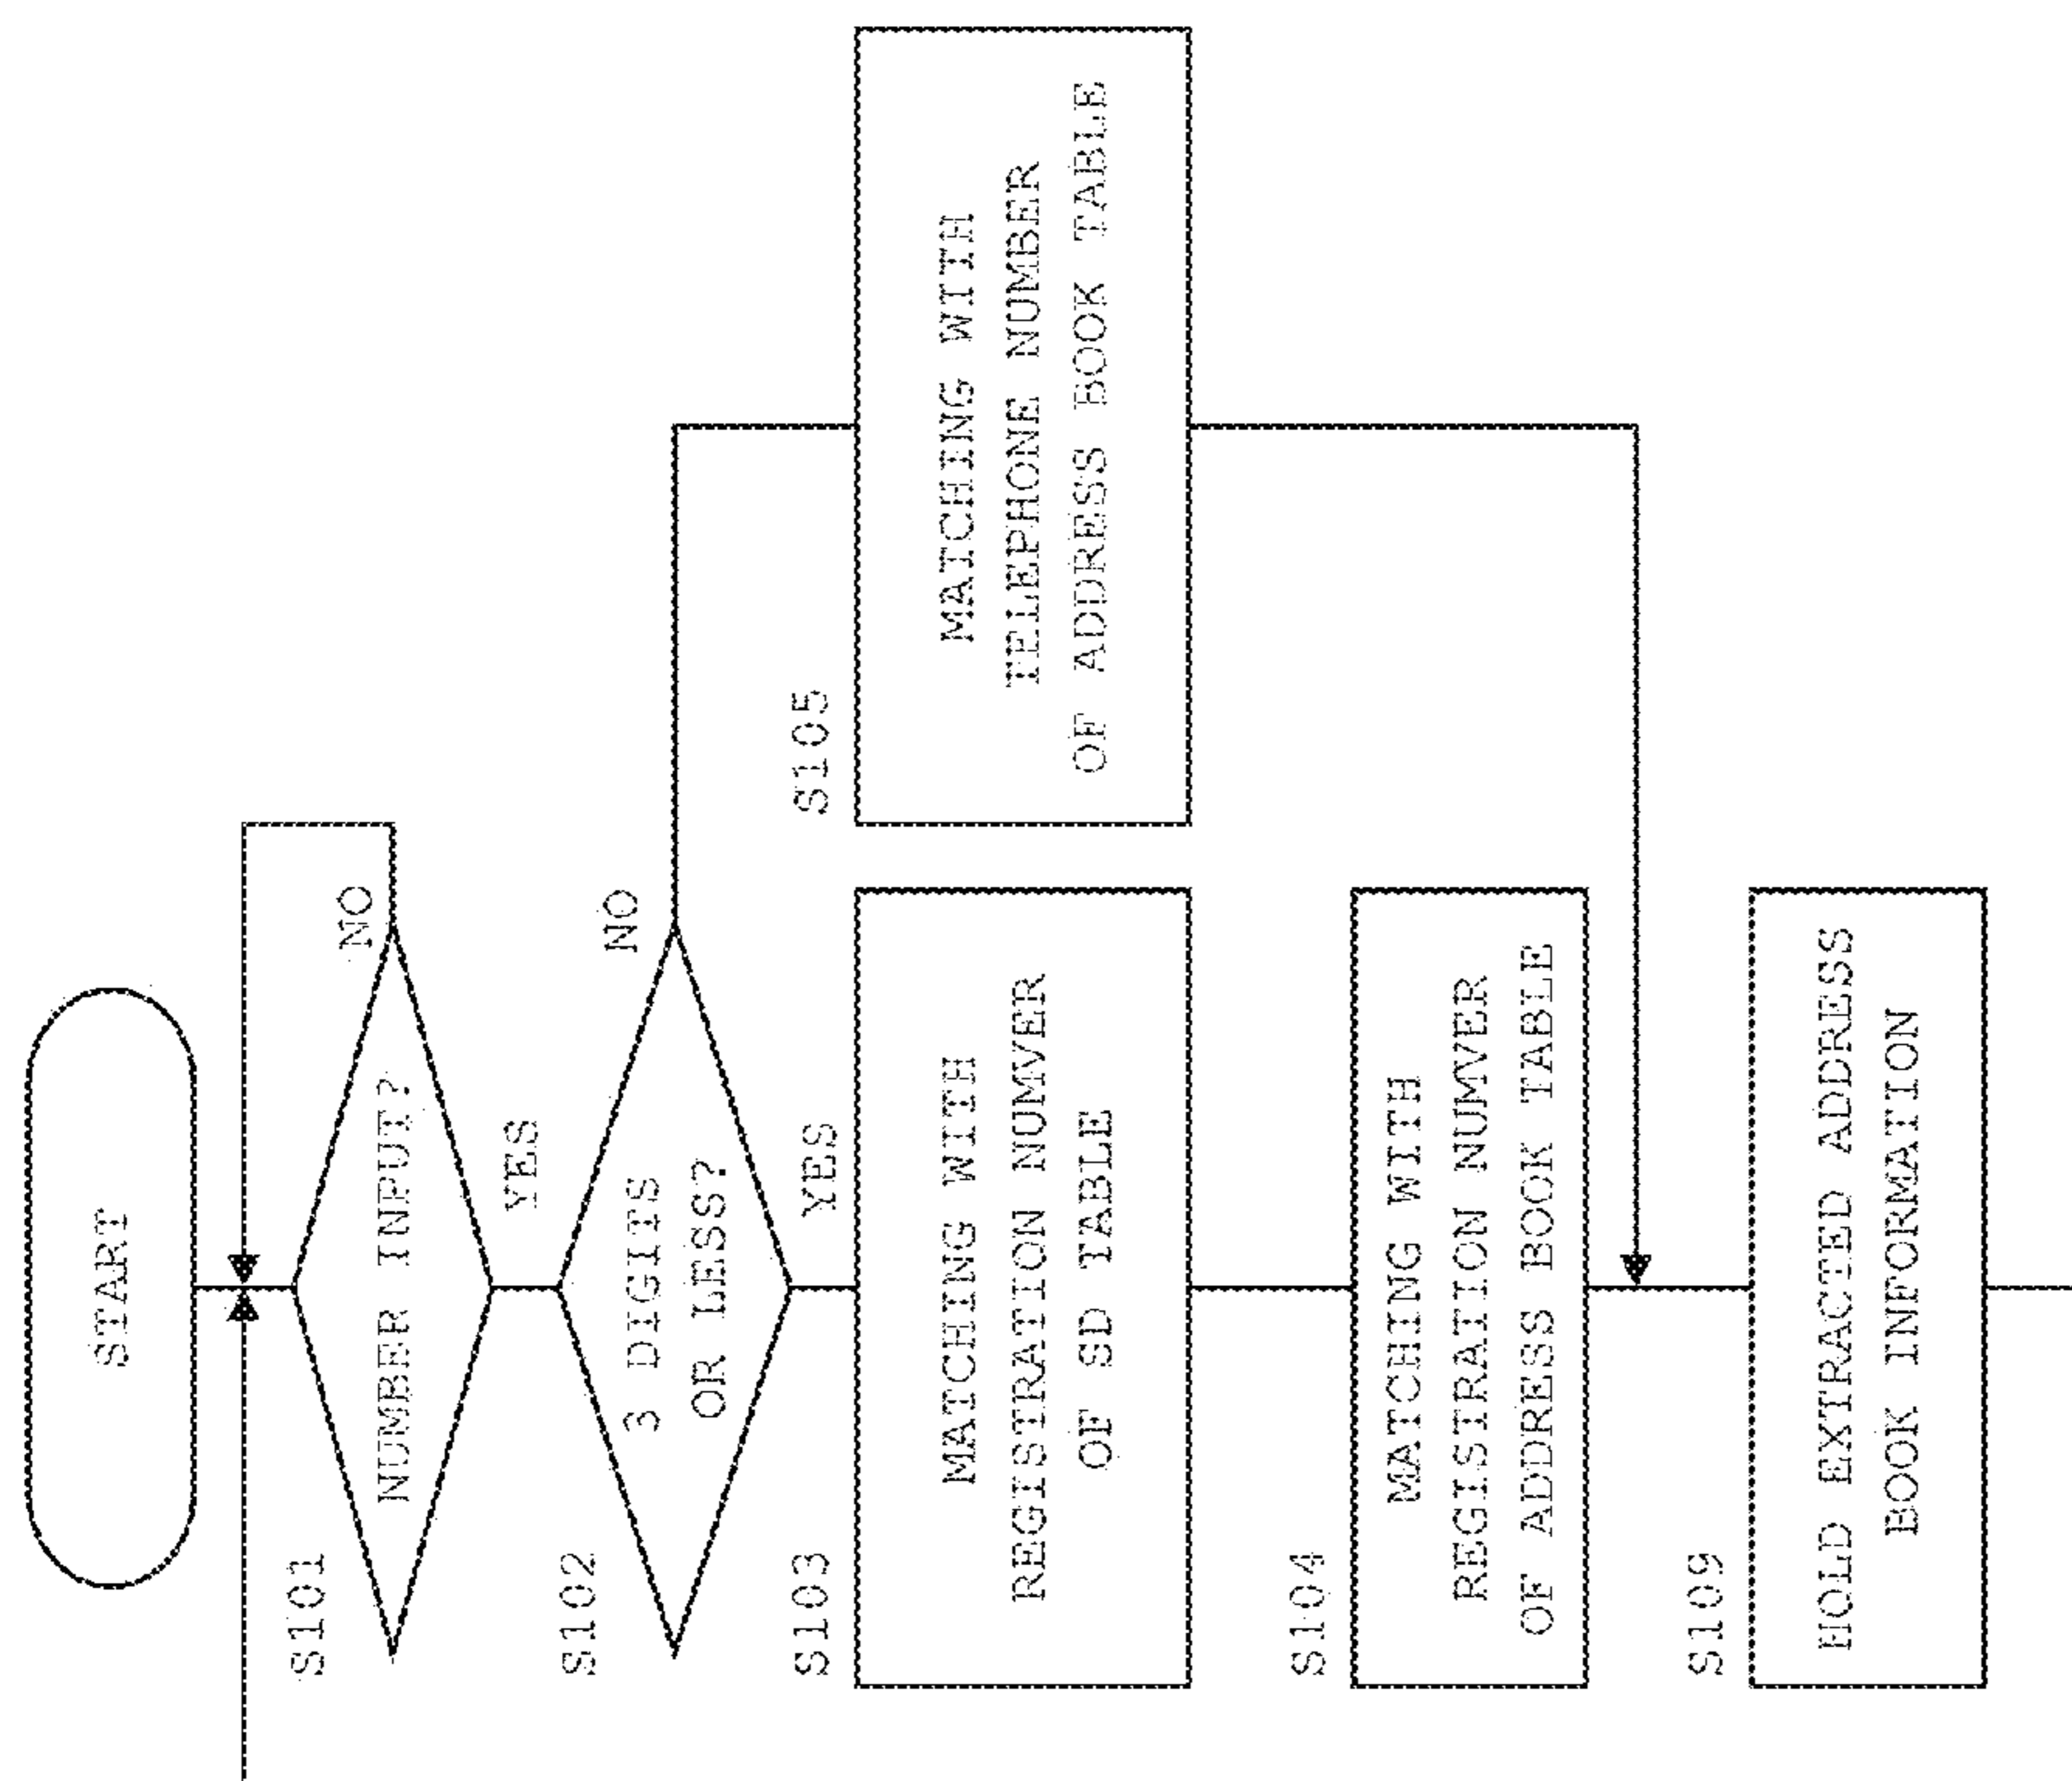 START
S101
NUMBER INPUT?
NO
YES
S102
3 DIGITS
OR LESS?
NO
YES
S103
MATCHING WITH
REGISTRATION NUMVER
OF SD TABLE
S105
MATCHING WITH
TELEPHONE NUMBER
OF ADDRESS BOOK TABLE
S104
MATCHING WITH
REGISTRATION NUMVER
OF ADDRESS BOOK TABLE
S109
HOLD EXTRACTED ADDRESS
BOOK INFORMATION